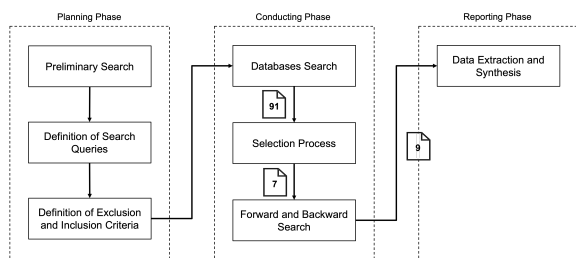 Planning Phase
Conducting Phase
Reporting Phase
Preliminary Search
Definition of Search
Queries
Definition of Exclusion
and Inclusion Criteria
Databases Search
91
Selection Process
7
Forward and Backward
Search
9
Data Extraction and
Synthesis